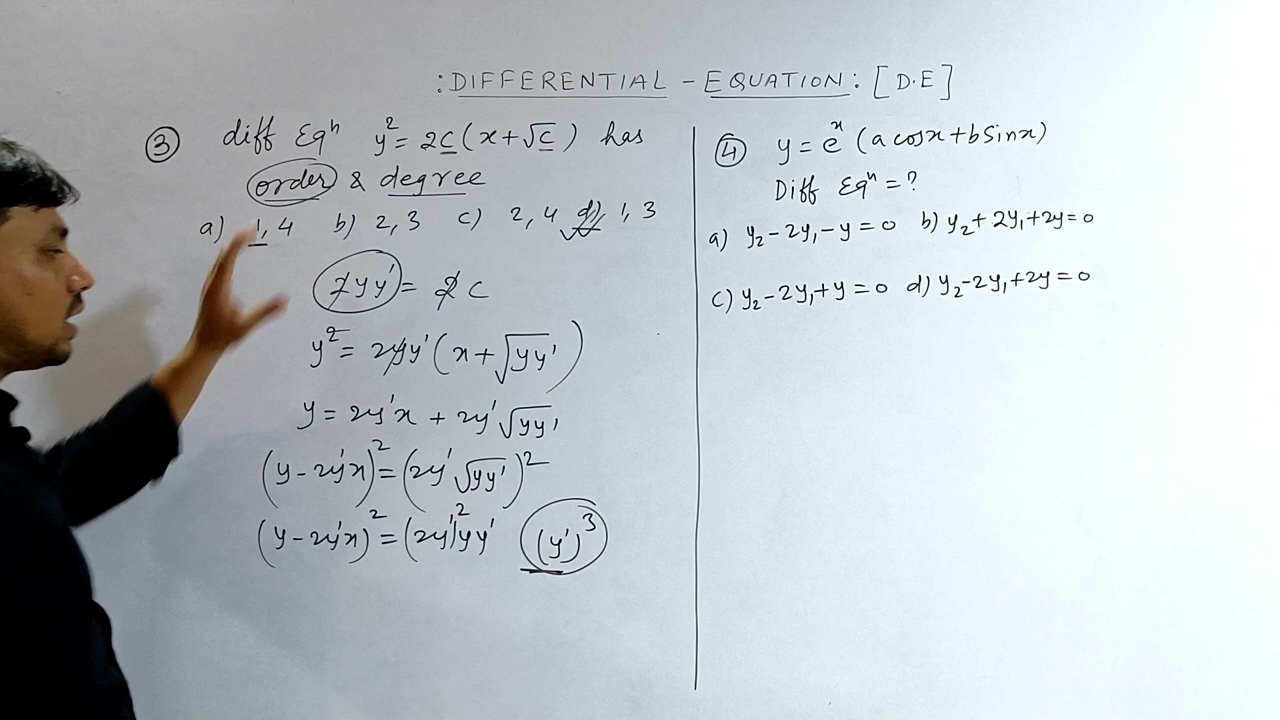 : DIFFERENTIAL - EQUATION : [D.E]
③ diff Eqⁿ y² = 2c(x+√c) has
order & degree
a) 1, 4 b) 2, 3 c) 2, 4 d) 1, 3
2yy' = 2c
y² = 2yy'(x+√yy')
y = 2y'x + 2y'√yy'
(y-2y'x)² = (2y'√yy')²
(y-2y'x)² = (2y')²yy' (y')³
④ y = eˣ (a cosx + b Sinx)
Diff Eqⁿ = ?
a) y₂ - 2y₁ - y = 0 b) y₂ + 2y₁ + 2y = 0
c) y₂ - 2y₁ + y = 0 d) y₂ - 2y₁ + 2y = 0